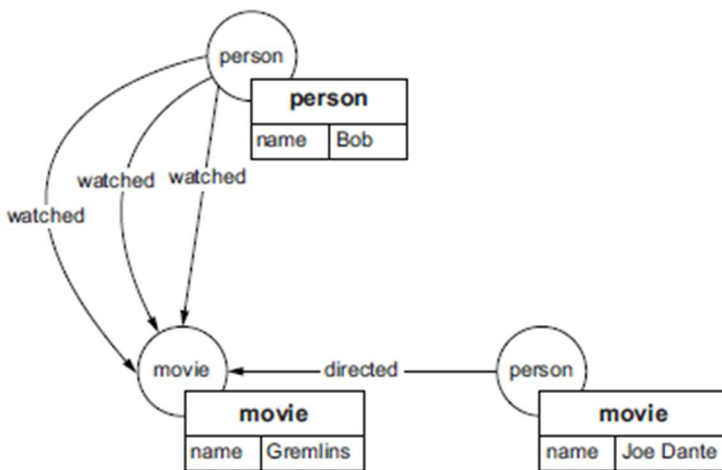 person
person
name Bob
watched
watched
watched
movie
directed
person
movie
name Gremlins
movie
name Joe Dante